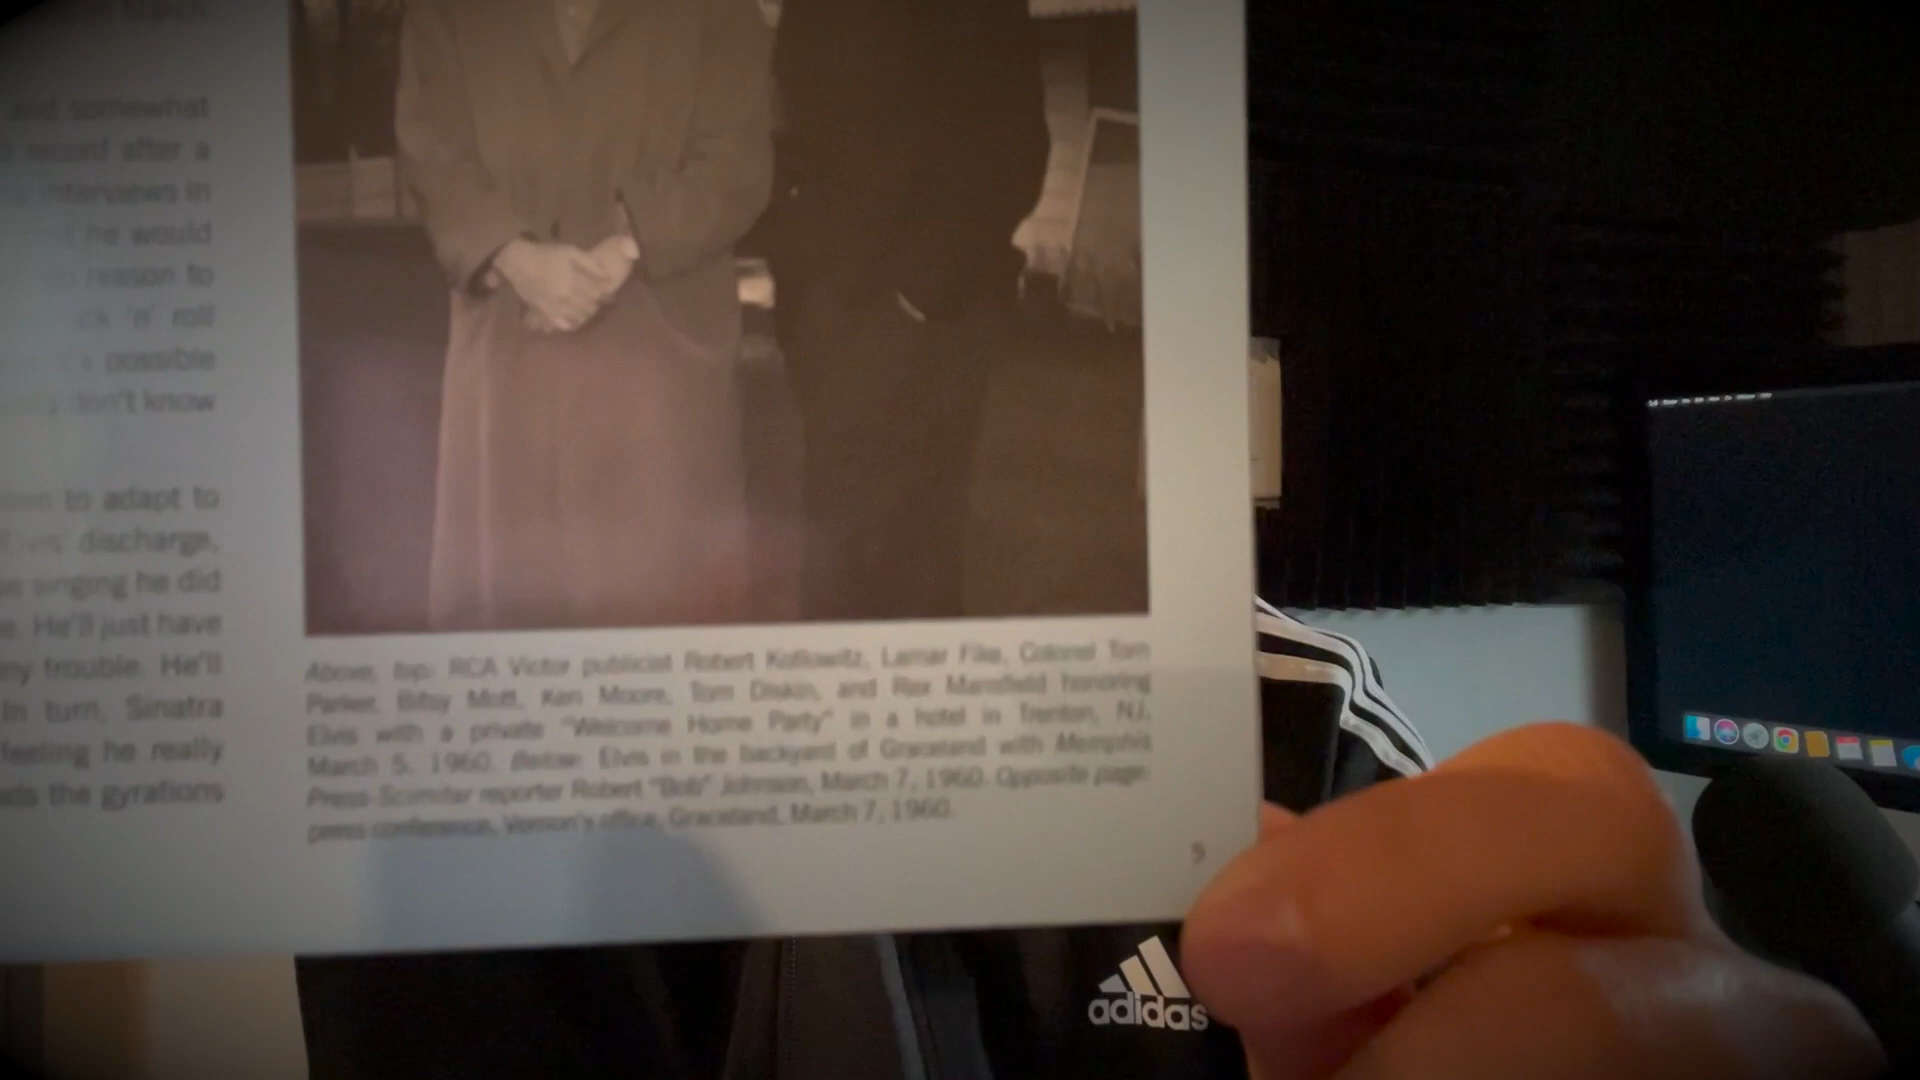 and somewhat
record after a
interviews in
he would
reason to
'n' roll
possible
don't know
to adapt to
discharge,
singing he did
He'll just have
trouble. He'll
In turn, Sinatra
feeling he really
the gyrations
Above, top: RCA Victor publicist Robert Kotlowitz, Lamar Fike, Colonel Tom
Parker, Bitsy Mott, Ken Moore, Tom Diskin, and Rex Mansfield honoring
Elvis with a private "Welcome Home Party" in a hotel in Trenton, NJ,
March 5, 1960. Below: Elvis in the backyard of Graceland with Memphis
Press-Scimitar reporter Robert "Bob" Johnson, March 7, 1960. Opposite page:
press conference, Vernon's office, Graceland, March 7, 1960.
5
adidas